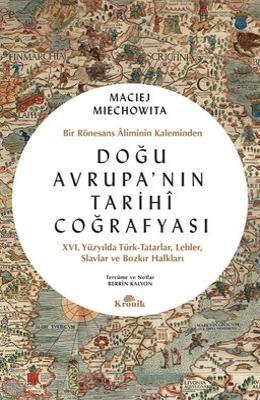 MACIEJ
MIECHOWITA
Bir Rönesans Âliminin Kaleminden
DOĞU
AVRUPA'NIN
TARİHÎ
COĞRAFYASI
XVI. Yüzyılda Türk-Tatarlar, Lehler,
Slavlar ve Bozkır Halkları
Tercüme ve Notlar
BERRİN KALYON
Kronik